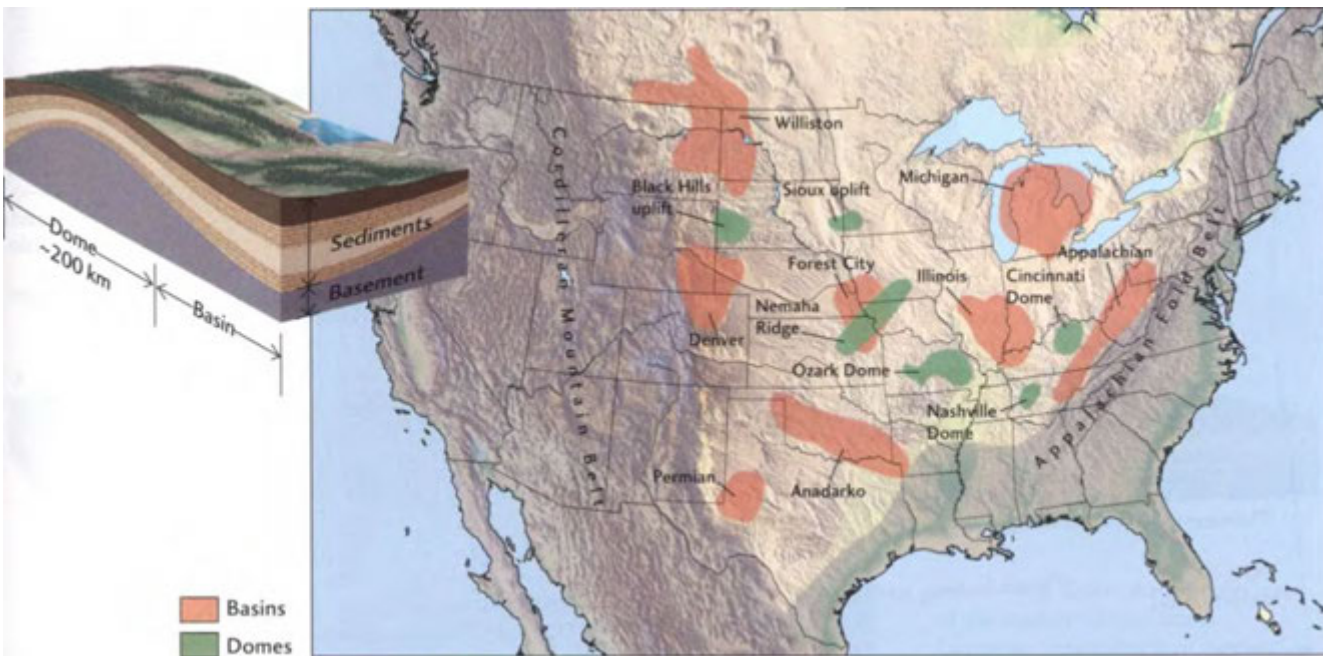 Dome
~200 km
Basin
Sediments
Basement
Basins
Domes
Cordilleran Mountain Belt
Williston
Black Hills
uplift
Sioux uplift
Michigan
Forest City
Illinois
Cincinnati
Dome
Appalachian
Nemaha
Ridge
Denver
Ozark Dome
Nashville
Dome
Permian
Anadarko
Appalachian Fold Belt